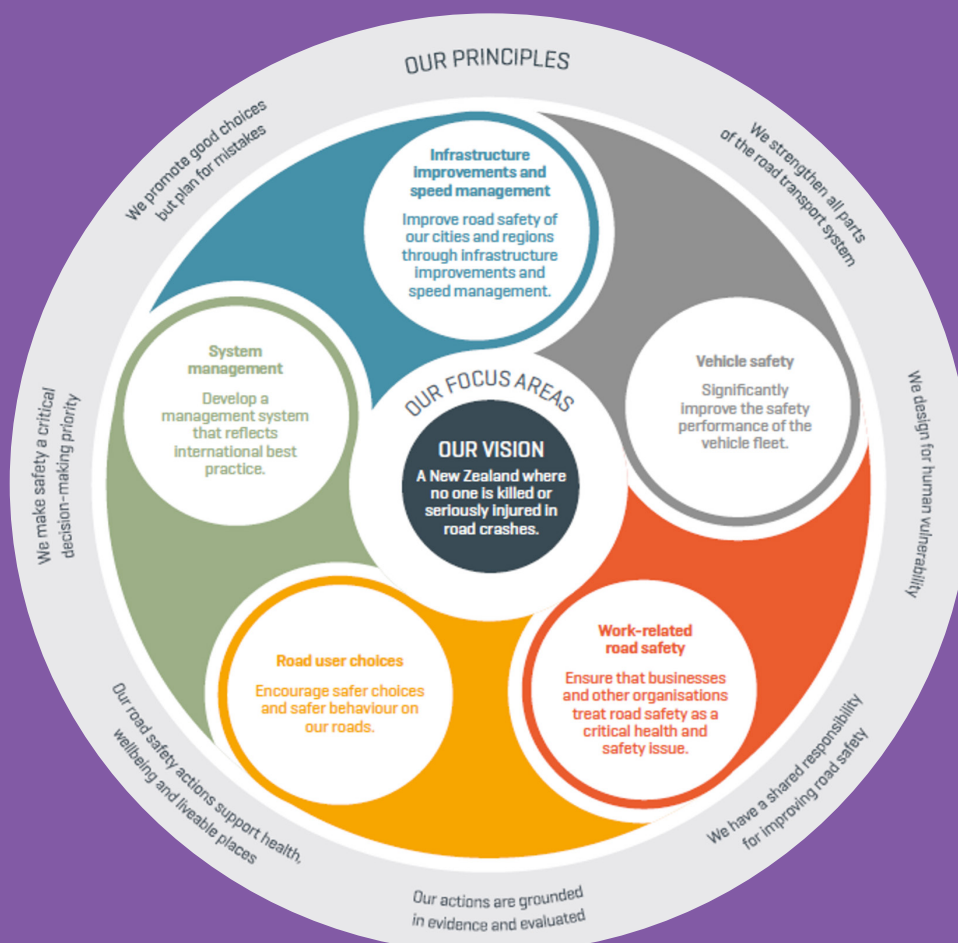 OUR PRINCIPLES
We promote good choices
but plan for mistakes
We strengthen all parts
of the road transport system
We design for human vulnerability
We have a shared responsibility
for improving road safety
Our actions are grounded
in evidence and evaluated
Our road safety actions support health,
wellbeing and liveable places
We make safety a critical
decision-making priority
Infrastructure
improvements and
speed management
Improve road safety of
our cities and regions
through infrastructure
improvements and
speed management.
Vehicle safety
Significantly
improve the safety
performance of the
vehicle fleet.
Work-related
road safety
Ensure that businesses
and other organisations
treat road safety as a
critical health and
safety issue.
Road user choices
Encourage safer choices
and safer behaviour on
our roads.
System
management
Develop a
management system
that reflects
international best
practice.
OUR FOCUS AREAS
OUR VISION
A New Zealand where
no one is killed or
seriously injured in
road crashes.